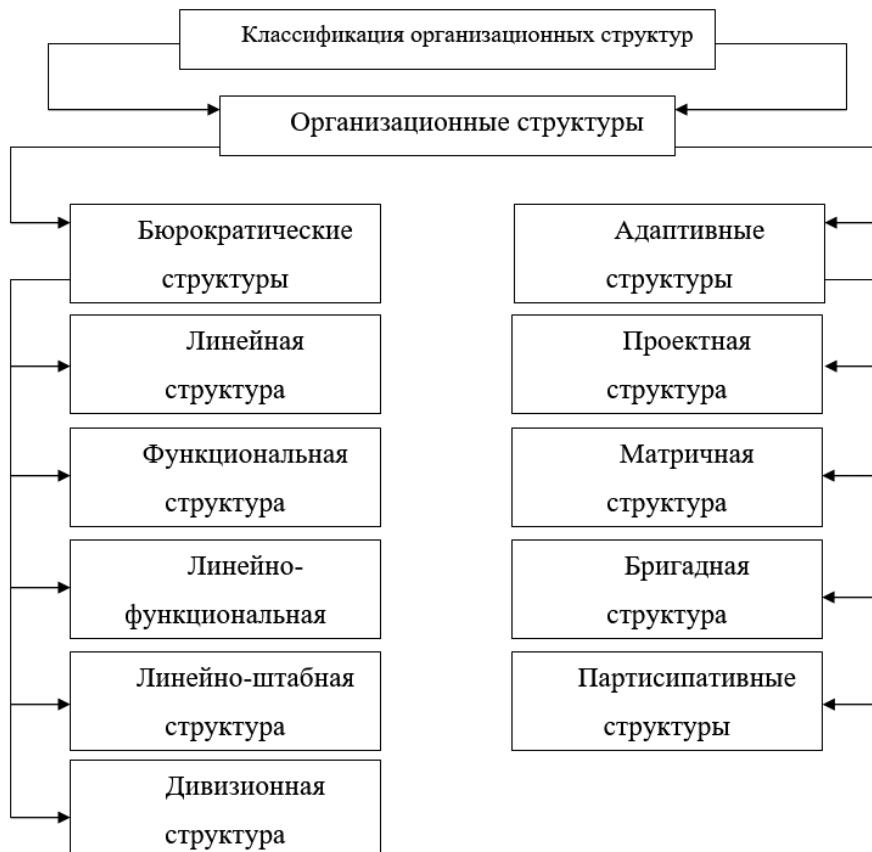 Классификация организационных структур
Организационные структуры
Бюрократические
структуры
Линейная
структура
Функциональная
структура
Линейно-
функциональная
Линейно-штабная
структура
Дивизионная
структура
Адаптивные
структуры
Проектная
структура
Матричная
структура
Бригадная
структура
Партисипативные
структуры